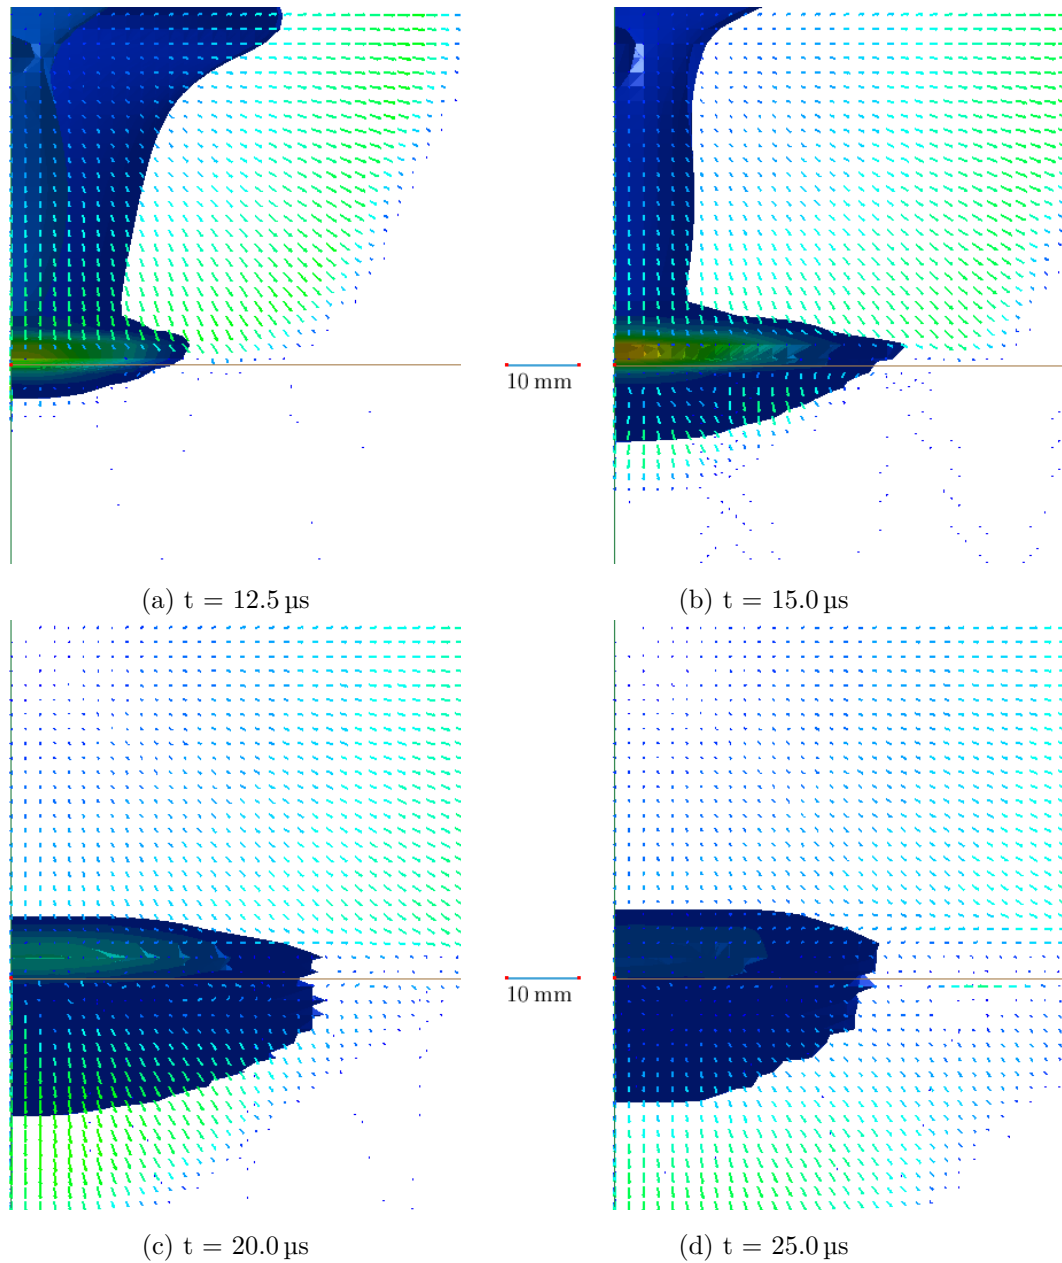 10 mm
(a) t = 12.5 µs
(b) t = 15.0 µs
10 mm
(c) t = 20.0 µs
(d) t = 25.0 µs